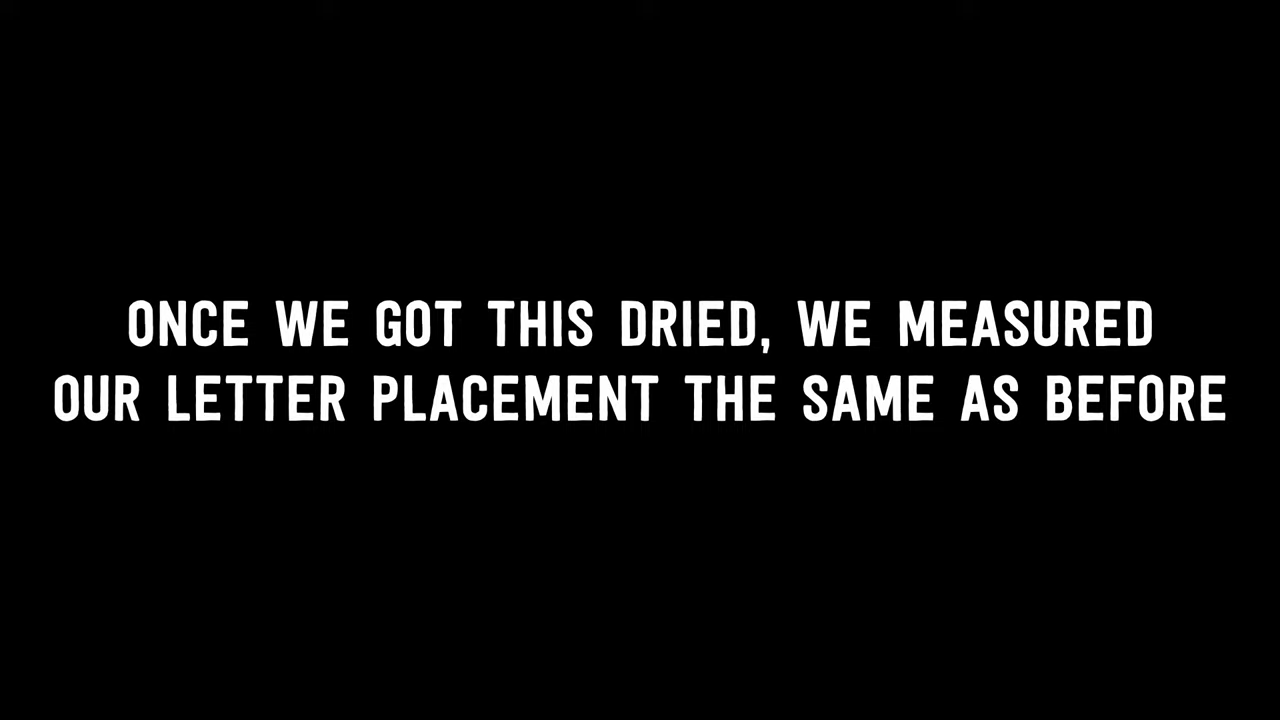 ONCE WE GOT THIS DRIED, WE MEASURED
OUR LETTER PLACEMENT THE SAME AS BEFORE